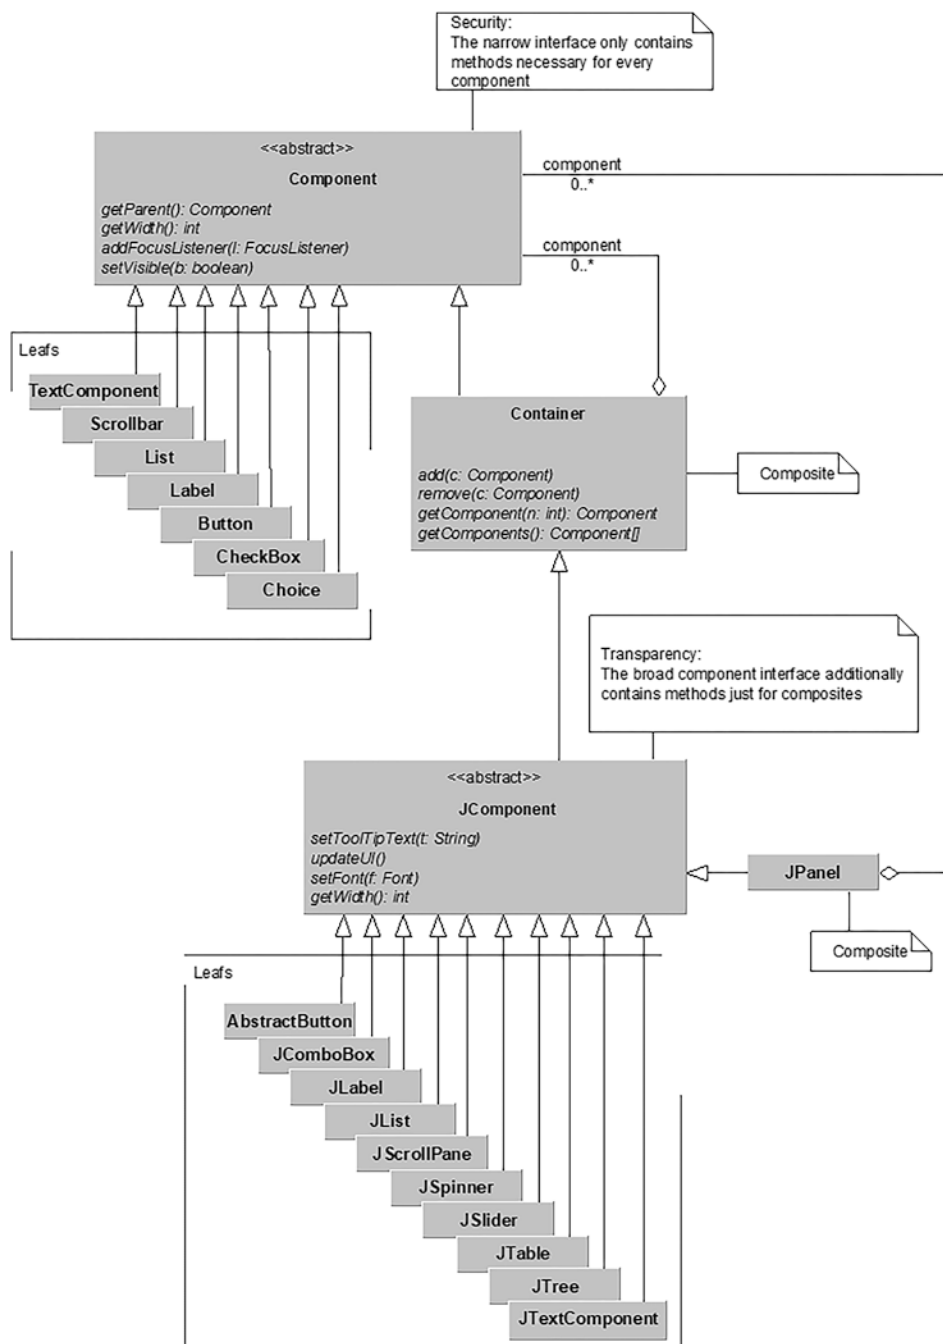 Security:
The narrow interface only contains
methods necessary for every
component
<<abstract>>
Component
getParent(): Component
getWidth(): int
addFocusListener(l: FocusListener)
setVisible(b: boolean)
component
0..*
component
0..*
Leafs
TextComponent
Scrollbar
List
Label
Button
CheckBox
Choice
Container
add(c: Component)
remove(c: Component)
getComponent(n: int): Component
getComponents(): Component[]
Composite
Transparency:
The broad component interface additionally
contains methods just for composites
<<abstract>>
JComponent
setToolTipText(t: String)
updateUI()
setFont(f: Font)
getWidth(): int
JPanel
Composite
Leafs
AbstractButton
JComboBox
JLabel
JList
JScrollPane
JSpinner
JSlider
JTable
JTree
JTextComponent